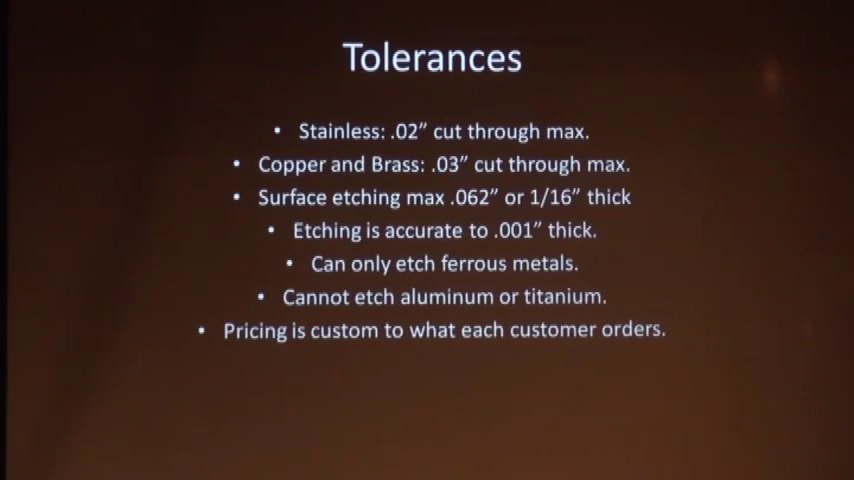 Tolerances
• Stainless: .02” cut through max.
• Copper and Brass: .03” cut through max.
• Surface etching max .062” or 1/16” thick
• Etching is accurate to .001” thick.
• Can only etch ferrous metals.
• Cannot etch aluminum or titanium.
• Pricing is custom to what each customer orders.